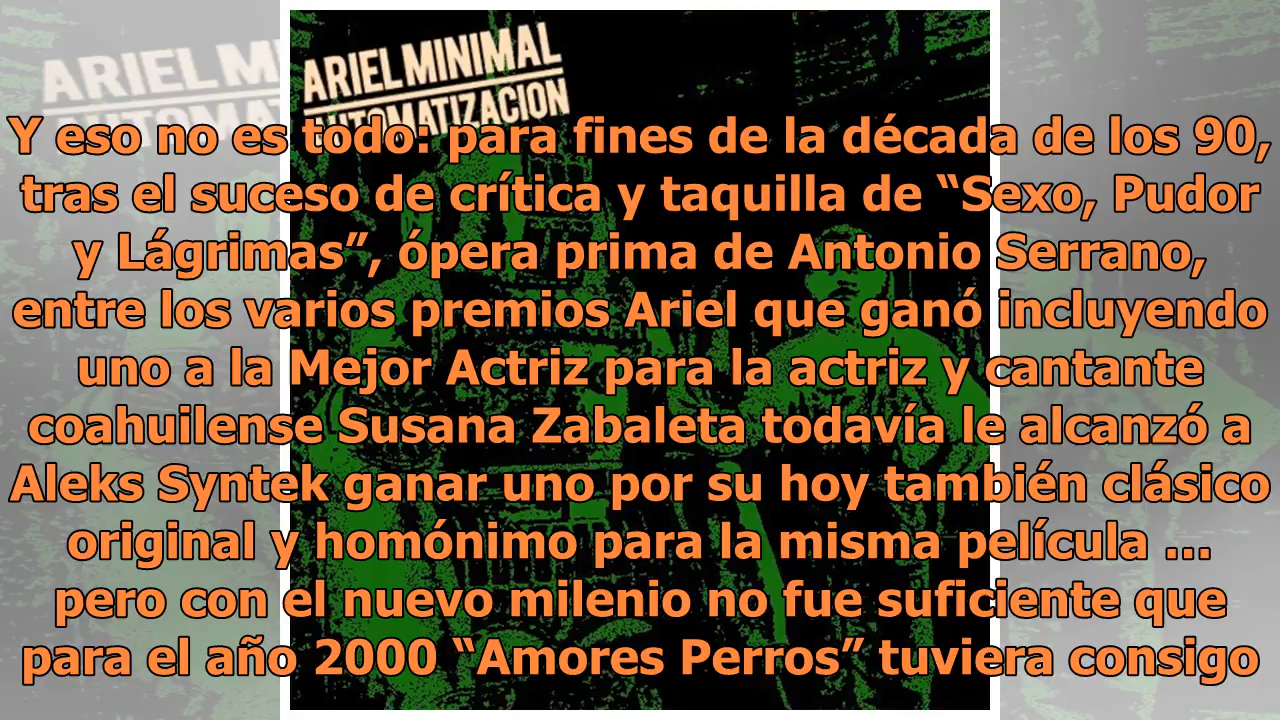 ARIEL MINIMAL
AUTOMATIZACION
ARIEL M
Y eso no es todo: para fines de la década de los 90,
tras el suceso de crítica y taquilla de “Sexo, Pudor
y Lágrimas”, ópera prima de Antonio Serrano,
entre los varios premios Ariel que ganó incluyendo
uno a la Mejor Actriz para la actriz y cantante
coahuilense Susana Zabaleta todavía le alcanzó a
Aleks Syntek ganar uno por su hoy también clásico
original y homónimo para la misma película ...
pero con el nuevo milenio no fue suficiente que
para el año 2000 “Amores Perros” tuviera consigo